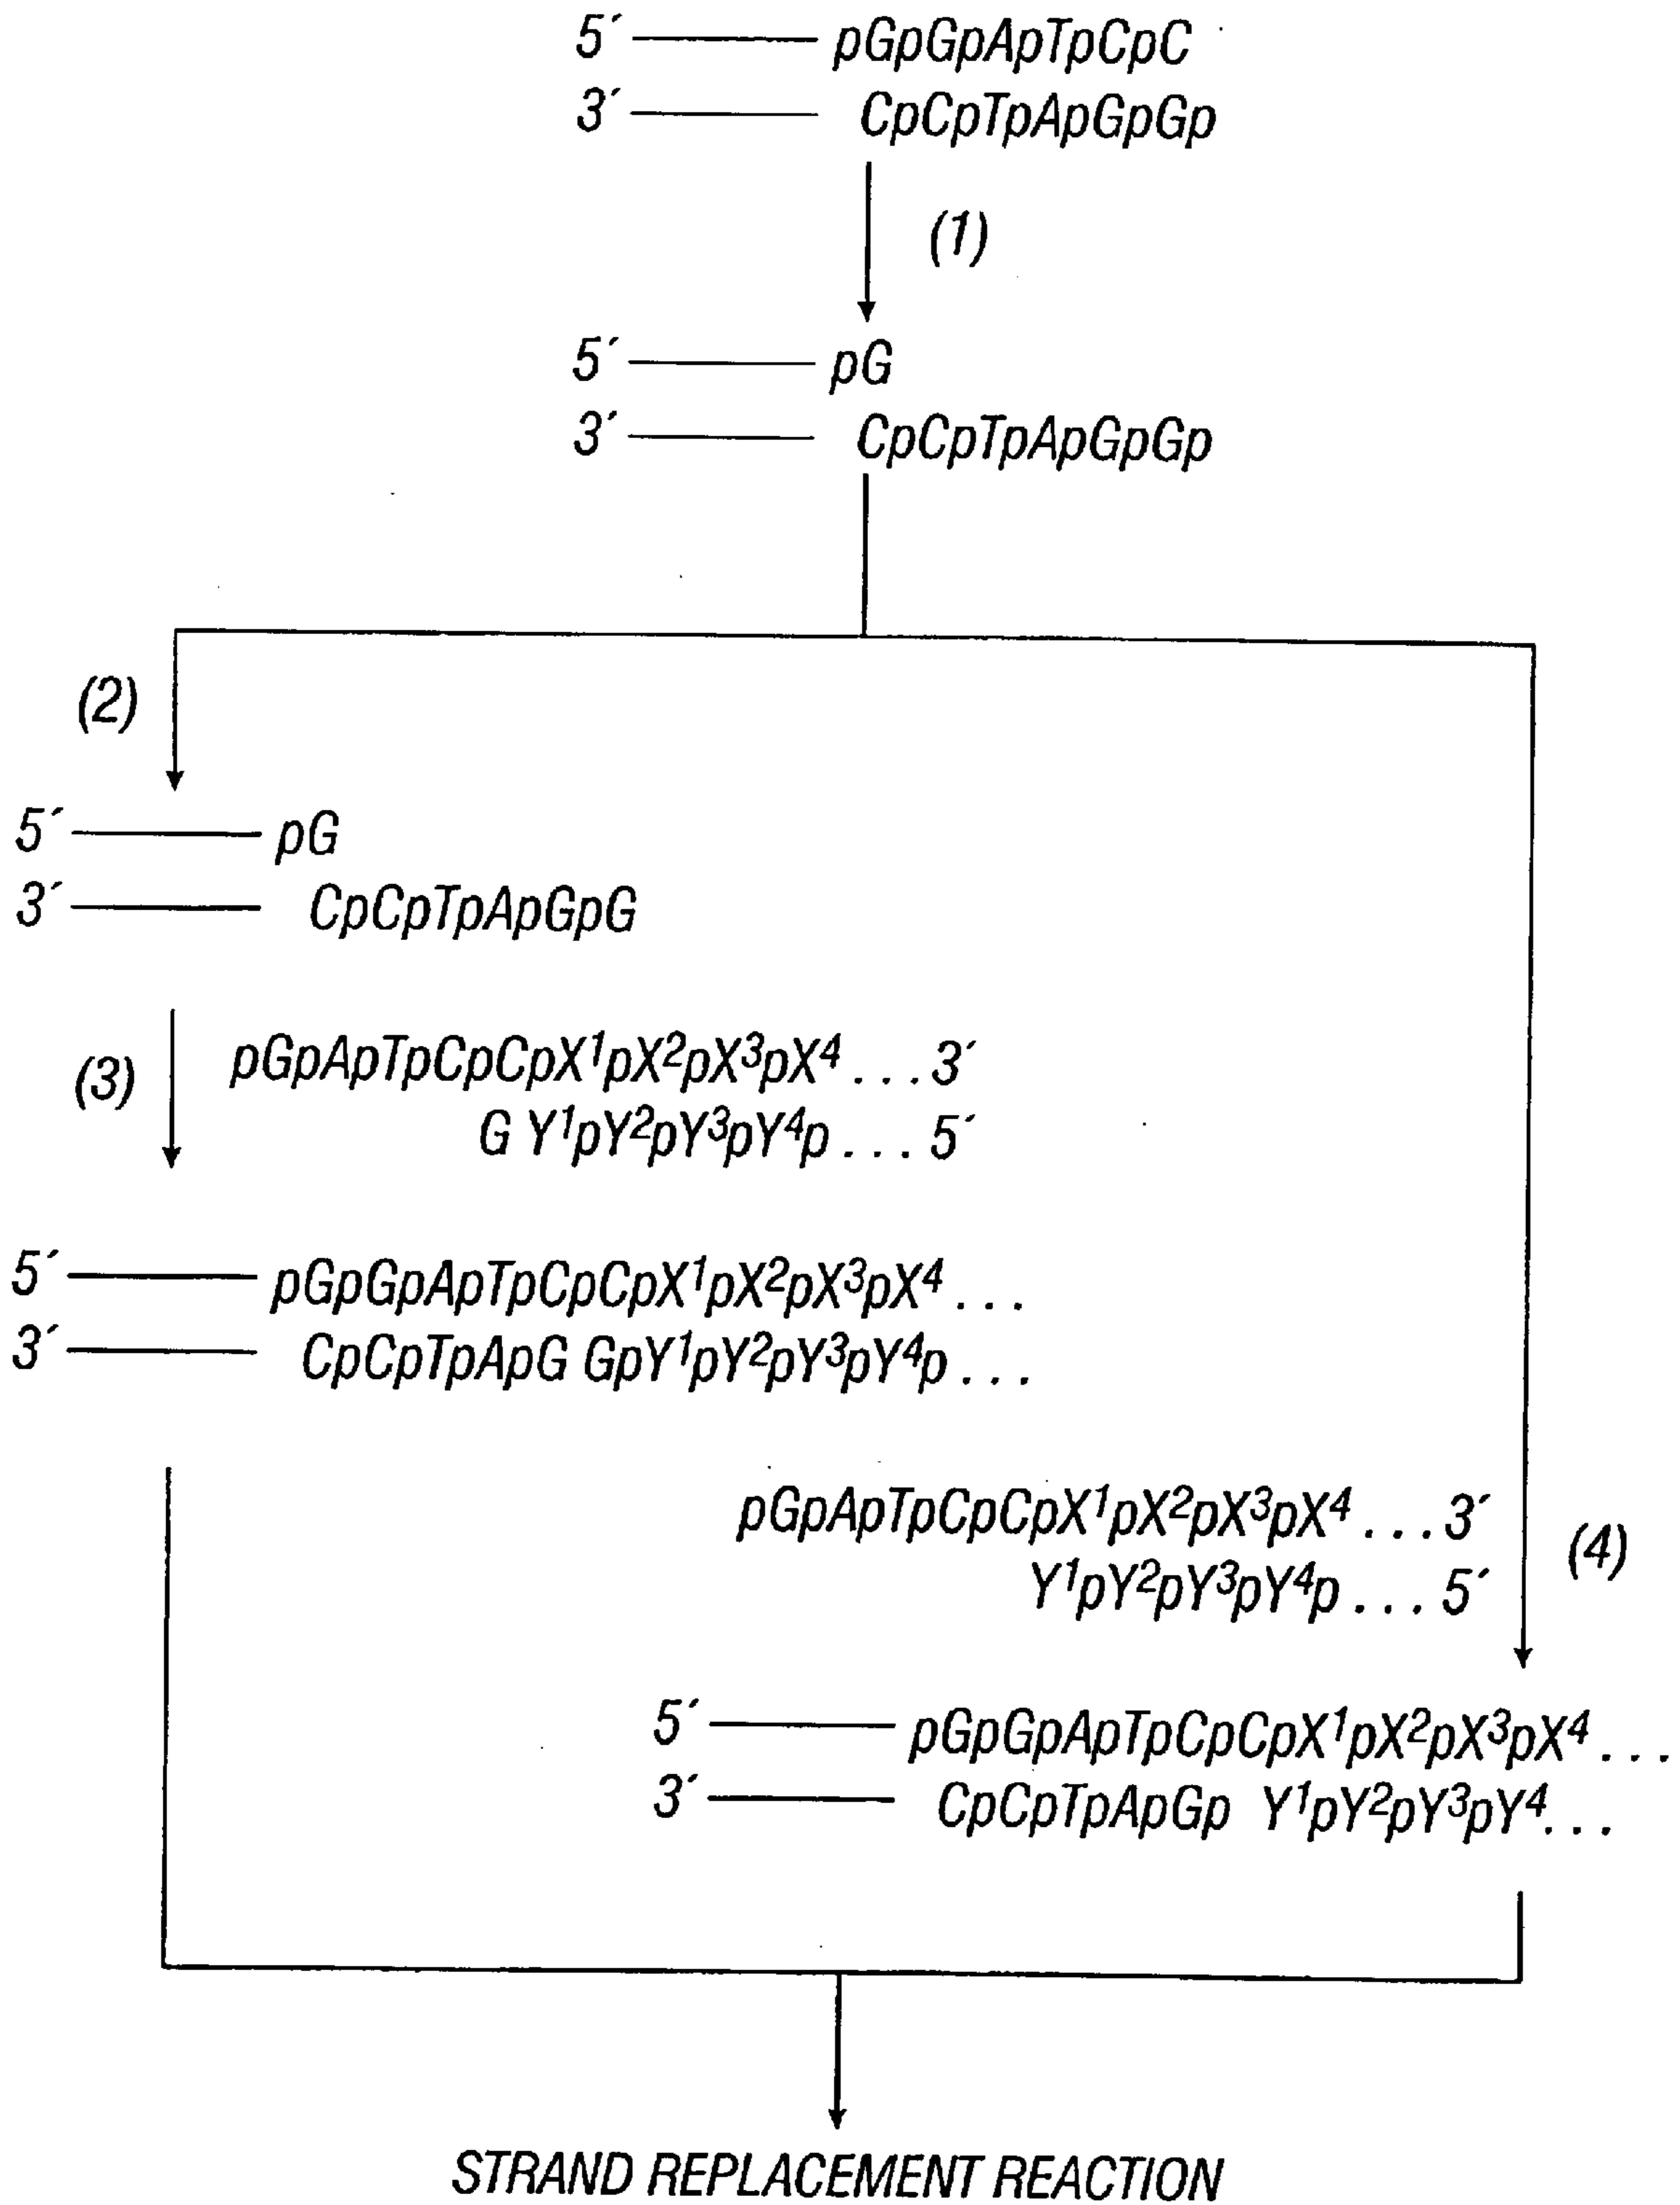 5´ pGpGpApTpCpC
3´ CpCpTpApGpGp
(1)
5´ pG
3´ CpCpTpApGpGp
(2)
5´ pG
3´ CpCpTpApGpG
(3)
pGpApTpCpCpX¹pX²pX³pX⁴...3´
G Y¹pY²pY³pY⁴p...5´
5´ pGpGpApTpCpCpX¹pX²pX³pX⁴...
3´ CpCpTpApG GpY¹pY²pY³pY⁴p...
pGpApTpCpCpX¹pX²pX³pX⁴...3´
(4)
Y¹pY²pY³pY⁴p...5´
5´ pGpGpApTpCpCpX¹pX²pX³pX⁴...
3´ CpCpTpApGp Y¹pY²pY³pY⁴...
STRAND REPLACEMENT REACTION